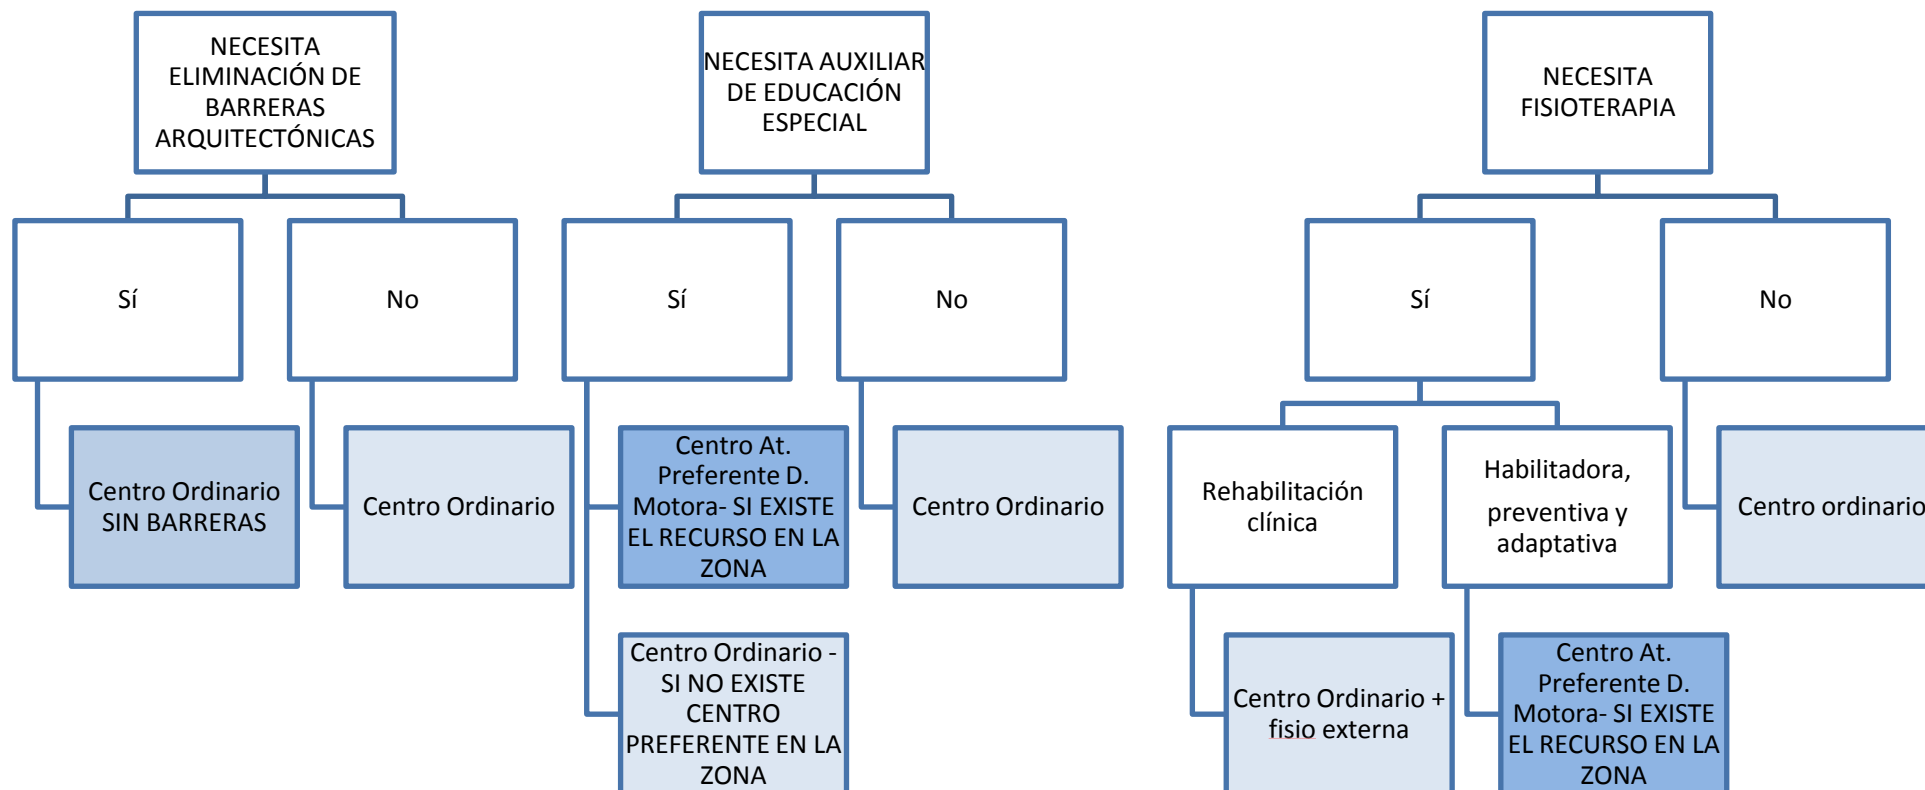 NECESITA
ELIMINACIÓN DE
BARRERAS
ARQUITECTÓNICAS
NECESITA AUXILIAR
DE EDUCACIÓN
ESPECIAL
NECESITA
FISIOTERAPIA
Sí
No
Sí
No
Sí
No
Centro Ordinario
SIN BARRERAS
Centro Ordinario
Centro At.
Preferente D.
Motora- SI EXISTE
EL RECURSO EN LA
ZONA
Centro Ordinario
Rehabilitación
clínica
Habilitadora,
preventiva y
adaptativa
Centro ordinario
Centro Ordinario -
SI NO EXISTE
CENTRO
PREFERENTE EN LA
ZONA
Centro Ordinario +
fisio externa
Centro At.
Preferente D.
Motora- SI EXISTE
EL RECURSO EN LA
ZONA